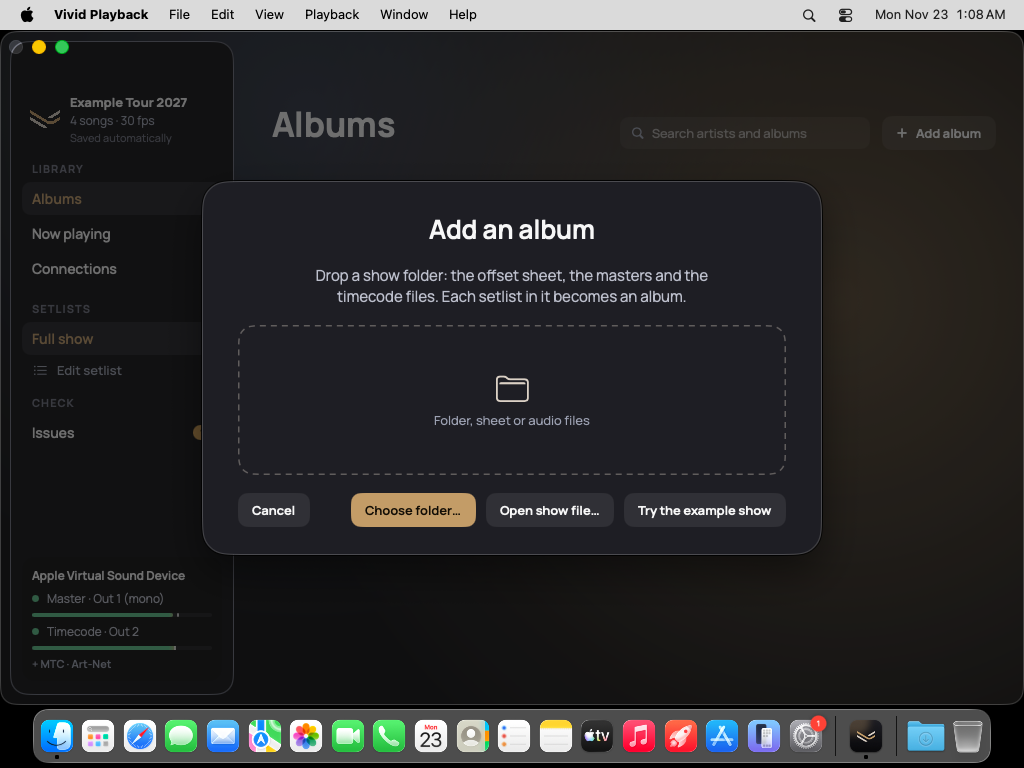 Vivid Playback File Edit View Playback Window Help Mon Nov 23 1:08 AM
Example Tour 2027
4 songs · 30 fps
Saved automatically
LIBRARY
Albums
Now playing
Connections
SETLISTS
Full show
Edit setlist
CHECK
Issues
Apple Virtual Sound Device
Master · Out 1 (mono)
Timecode · Out 2
+ MTC · Art-Net
Albums
Search artists and albums
+ Add album
Add an album
Drop a show folder: the offset sheet, the masters and the
timecode files. Each setlist in it becomes an album.
Folder, sheet or audio files
Cancel Choose folder… Open show file… Try the example show
Mon
23
tv
1